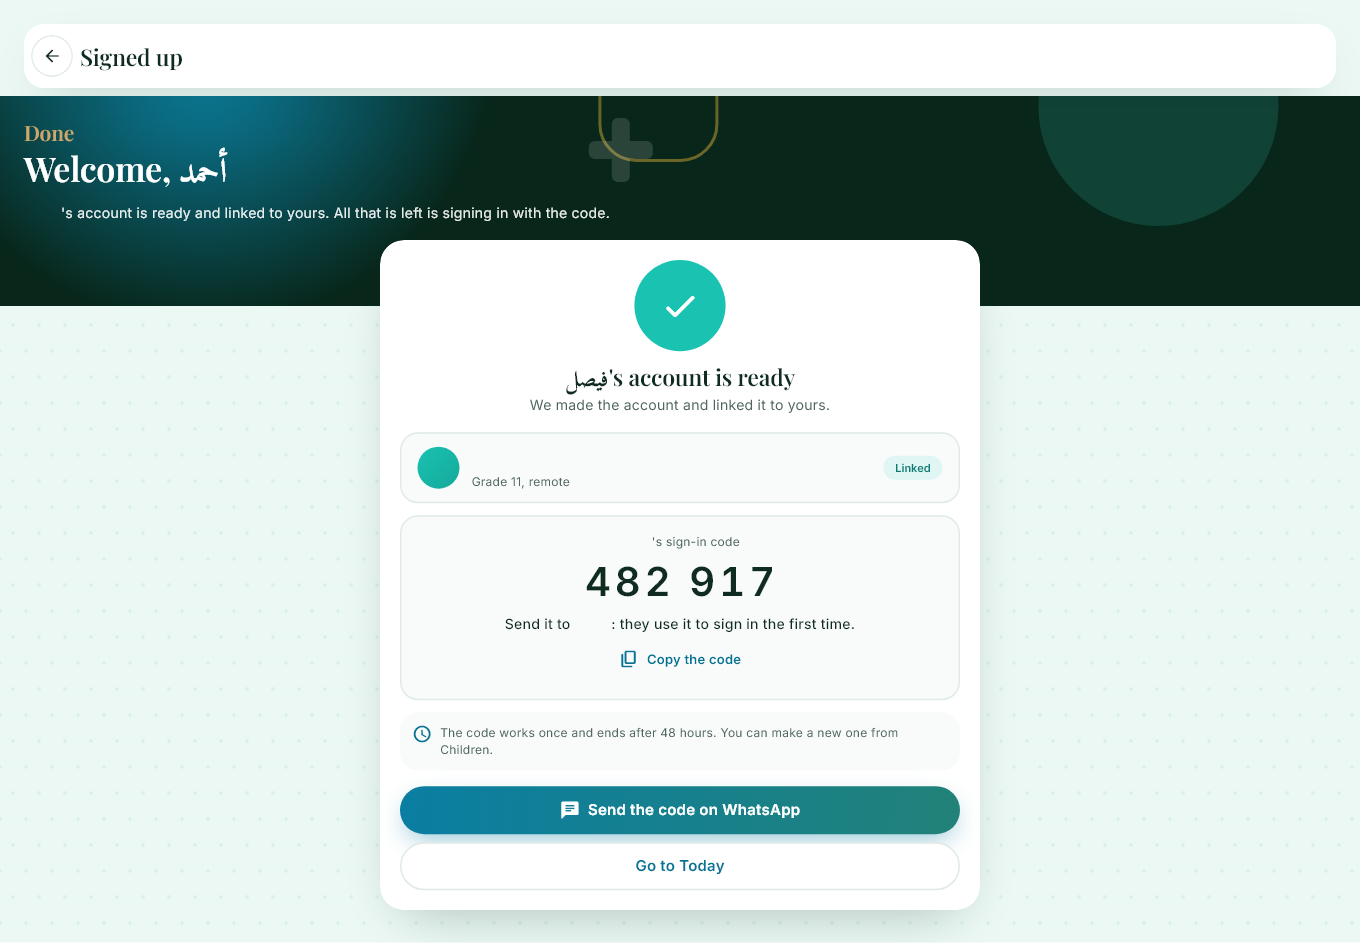 Signed up
Done
Welcome, أحمد
's account is ready and linked to yours. All that is left is signing in with the code.
فيصل's account is ready
We made the account and linked it to yours.
Grade 11, remote
Linked
's sign-in code
482 917
Send it to : they use it to sign in the first time.
Copy the code
The code works once and ends after 48 hours. You can make a new one from
Children.
Send the code on WhatsApp
Go to Today